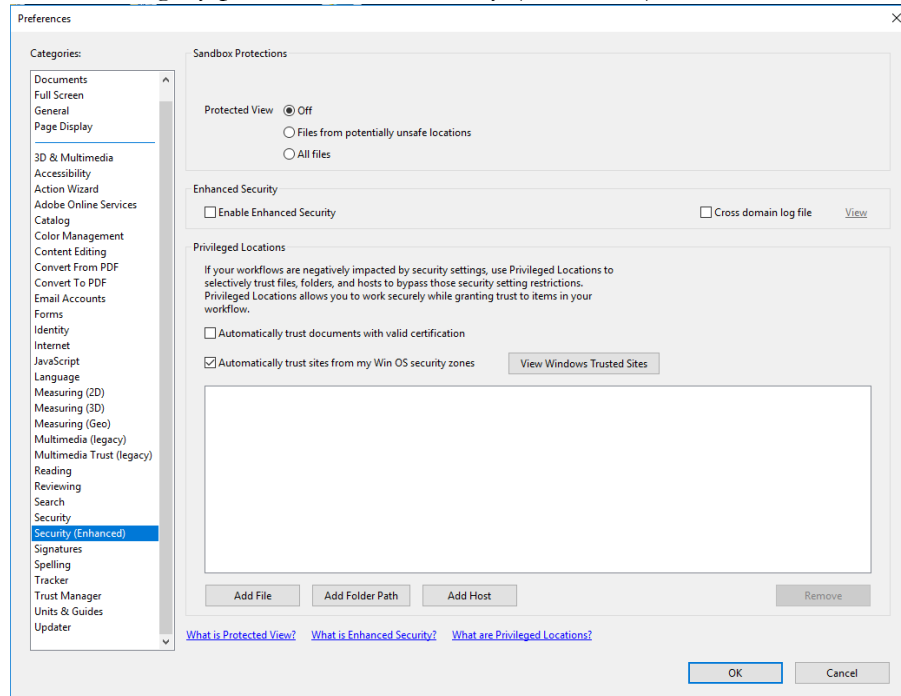 Preferences
Categories:
Documents
Full Screen
General
Page Display
3D & Multimedia
Accessibility
Action Wizard
Adobe Online Services
Catalog
Color Management
Content Editing
Convert From PDF
Convert To PDF
Email Accounts
Forms
Identity
Internet
JavaScript
Language
Measuring (2D)
Measuring (3D)
Measuring (Geo)
Multimedia (legacy)
Multimedia Trust (legacy)
Reading
Reviewing
Search
Security
Security (Enhanced)
Signatures
Spelling
Tracker
Trust Manager
Units & Guides
Updater
Sandbox Protections
Protected View Off
Files from potentially unsafe locations
All files
Enhanced Security
Enable Enhanced Security Cross domain log file View
Privileged Locations
If your workflows are negatively impacted by security settings, use Privileged Locations to
selectively trust files, folders, and hosts to bypass those security setting restrictions.
Privileged Locations allows you to work securely while granting trust to items in your
workflow.
Automatically trust documents with valid certification
Automatically trust sites from my Win OS security zones View Windows Trusted Sites
Add File Add Folder Path Add Host Remove
What is Protected View? What is Enhanced Security? What are Privileged Locations?
OK Cancel